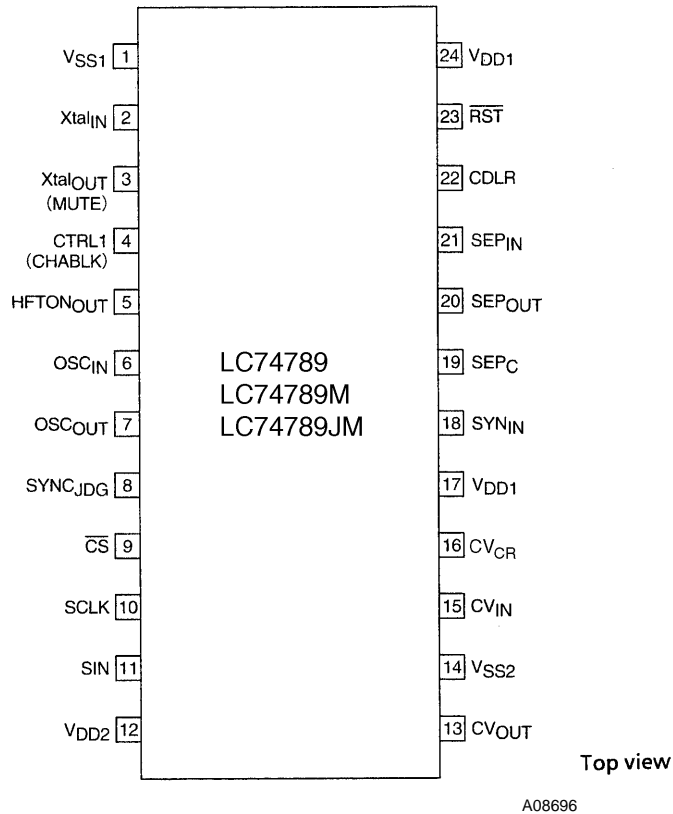 VSS1 1
XtalIN 2
XtalOUT 3
(MUTE)
CTRL1 4
(CHABLK)
HFTONOUT 5
OSCIN 6
OSCOUT 7
SYNCJDG 8
CS 9
SCLK 10
SIN 11
VDD2 12
LC74789
LC74789M
LC74789JM
24 VDD1
23 RST
22 CDLR
21 SEPIN
20 SEPOUT
19 SEPC
18 SYNIN
17 VDD1
16 CVCR
15 CVIN
14 VSS2
13 CVOUT
Top view
A08696